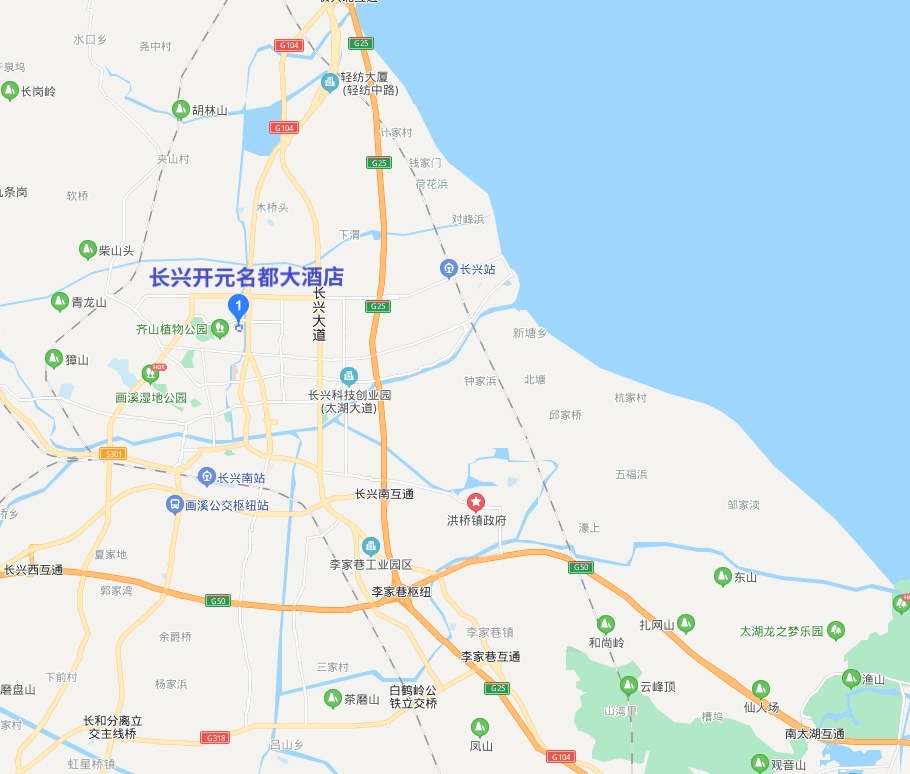 水口乡
G104
G25
尧中村
长岗岭
轻纺大厦
(轻纺中路)
胡林山
G104
计家村
夹山村
G25
钱家门
荷花浜
九条岗
软桥
木桥头
对峰浜
下渭
柴山头
长兴站
长兴开元名都大酒店
青龙山
1
长兴大道
G25
齐山植物公园
新塘乡
獐山
HOT
画溪湿地公园
钟家浜
北塘
长兴科技创业园
(太湖大道)
杭家村
邱家桥
S301
长兴南站
五福浜
画溪公交枢纽站
长兴南互通
洪桥镇政府
邹家渎
濠上
夏家地
李家巷工业园区
长兴西互通
G50
东山
郭家湾
G50
李家巷枢纽
余爵桥
李家巷镇
和尚岭
扎网山
太湖龙之梦乐园
李家巷互通
三家村
下前村
杨家浜
G25
云峰顶
渔山
磨盘山
茶磨山
白鹤岭公
铁立交桥
山湾里
仙人场
槽坞
长和分离立
交主线桥
G318
吕山乡
凤山
南太湖互通
虹星桥镇
G104
观音山